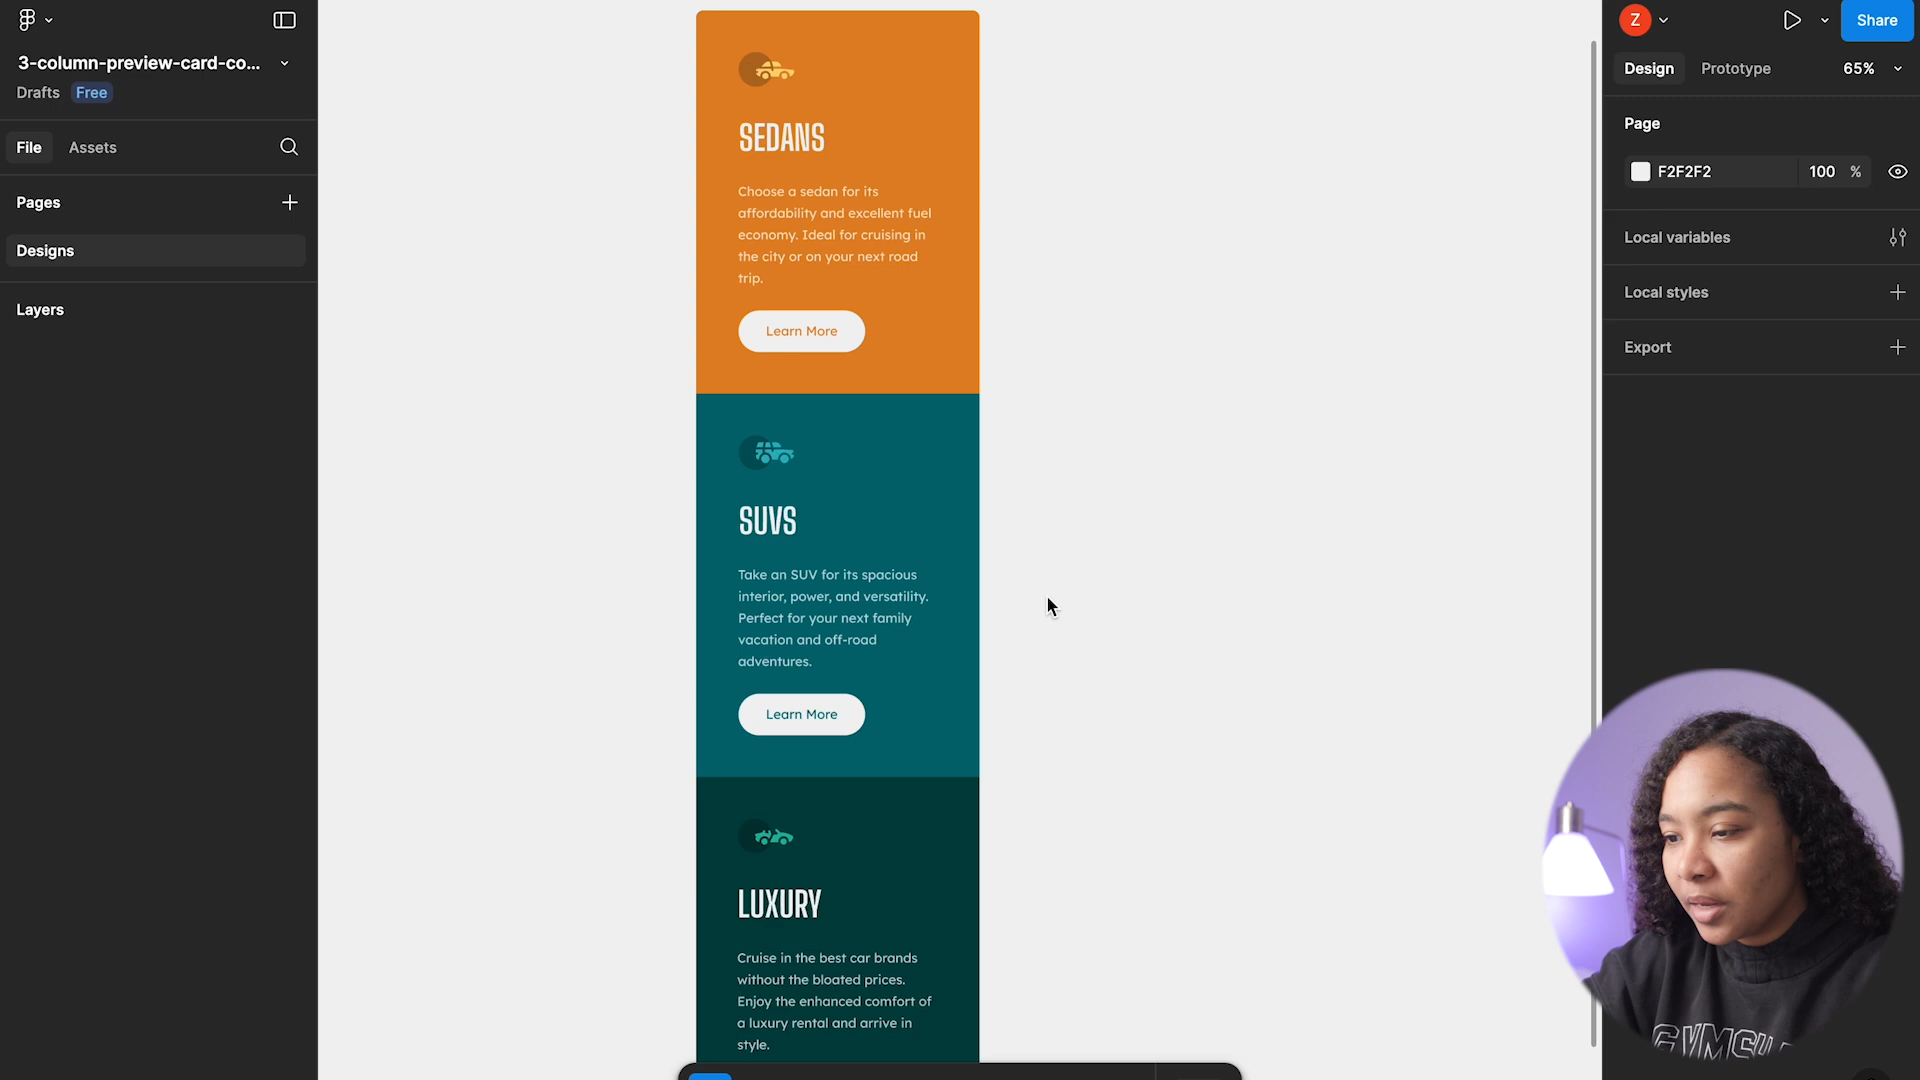 3-column-preview-card-co...
Drafts Free
File Assets
Pages
Designs
Layers
SEDANS
Choose a sedan for its
affordability and excellent fuel
economy. Ideal for cruising in
the city or on your next road
trip.
Learn More
SUVS
Take an SUV for its spacious
interior, power, and versatility.
Perfect for your next family
vacation and off-road
adventures.
Learn More
LUXURY
Cruise in the best car brands
without the bloated prices.
Enjoy the enhanced comfort of
a luxury rental and arrive in
style.
Z
Share
Design Prototype 65%
Page
F2F2F2 100 %
Local variables
Local styles
Export